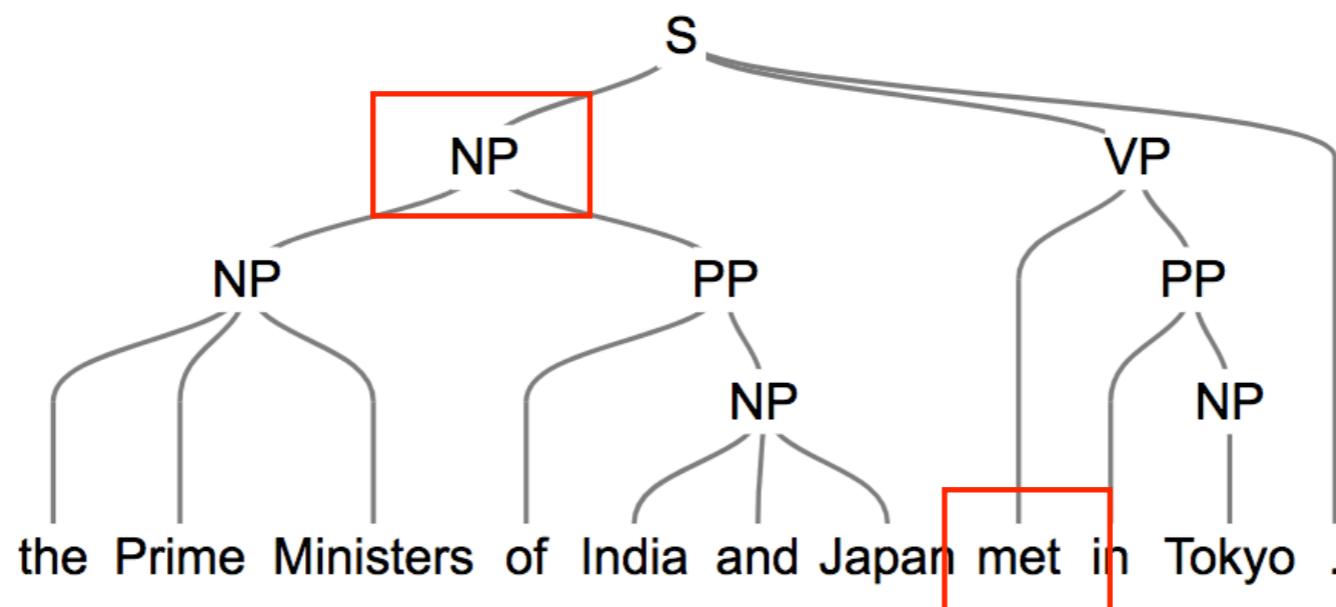 S
NP VP
NP PP PP
NP NP
the Prime Ministers of India and Japan met in Tokyo .